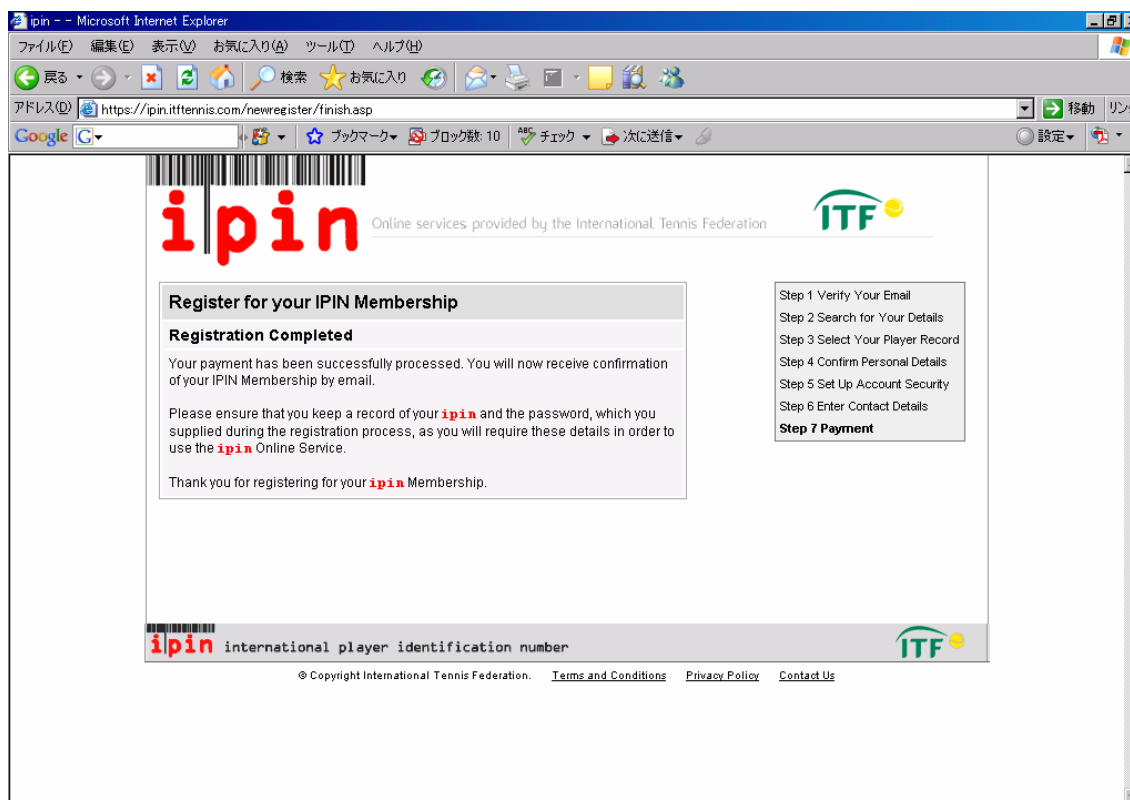 ipin - - Microsoft Internet Explorer
ファイル(F) 編集(E) 表示(V) お気に入り(A) ツール(T) ヘルプ(H)
戻る 検索 お気に入り
アドレス(D) https://ipin.itftennis.com/newregister/finish.asp 移動 リン
Google G ブックマーク ブロック数: 10 ABC チェック 次に送信 設定
ipin Online services provided by the International Tennis Federation ITF
Register for your IPIN Membership
Registration Completed
Your payment has been successfully processed. You will now receive confirmation
of your IPIN Membership by email.
Please ensure that you keep a record of your ipin and the password, which you
supplied during the registration process, as you will require these details in order to
use the ipin Online Service.
Thank you for registering for your ipin Membership.
Step 1 Verify Your Email
Step 2 Search for Your Details
Step 3 Select Your Player Record
Step 4 Confirm Personal Details
Step 5 Set Up Account Security
Step 6 Enter Contact Details
Step 7 Payment
ipin international player identification number ITF
© Copyright International Tennis Federation. Terms and Conditions Privacy Policy Contact Us